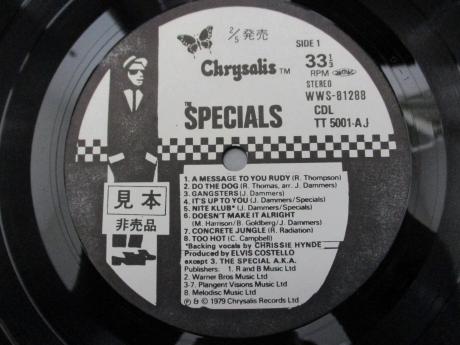 2/5 発売
SIDE 1
Chrysalis TM
33 1/3
RPM
STEREO
WWS-81288
CDL
TT 5001-AJ
THE
SPECIALS
見本
非売品
1. A MESSAGE TO YOU RUDY (R. Thompson)
2. DO THE DOG (R. Thomas, arr. J. Dammers)
3. GANGSTERS (J. Dammers)
4. IT'S UP TO YOU (J. Dammers/Specials)
5. NITE KLUB* (J. Dammers/Specials)
6. DOESN'T MAKE IT ALRIGHT
(M. Harrison/B. Goldberg/J. Dammers)
7. CONCRETE JUNGLE (R. Radiation)
8. TOO HOT (C. Campbell)
*Backing vocals by CHRISSIE HYNDE
Produced by ELVIS COSTELLO
except 3. THE SPECIAL A.K.A.
Publishers: 1. R and B Music Ltd
2. Warner Bros Music Ltd
3-7. Plangent Visions Music Ltd
8. Melodisc Music Ltd
℗ & © 1979 Chrysalis Records Ltd